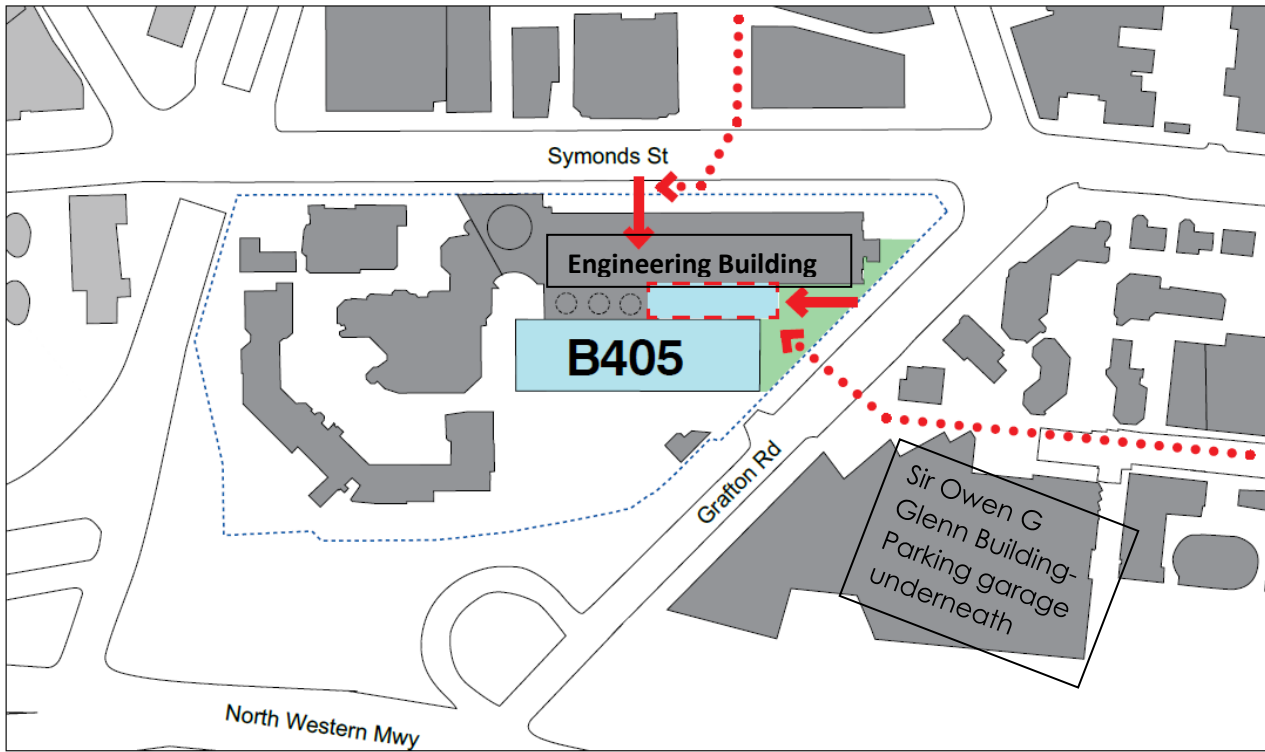 Symonds St
Engineering Building
B405
Grafton Rd
Sir Owen G
Glenn Building-
Parking garage
underneath
North Western Mwy